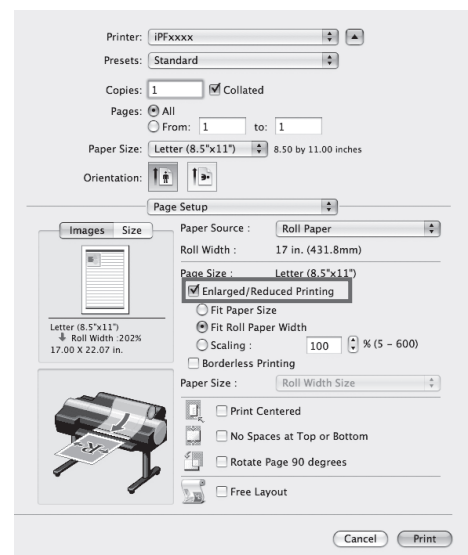 Printer: iPFxxxx
Presets: Standard
Copies: 1 Collated
Pages: All
From: 1 to: 1
Paper Size: Letter (8.5"x11") 8.50 by 11.00 inches
Orientation:
Page Setup
Images Size
Paper Source : Roll Paper
Roll Width : 17 in. (431.8mm)
Page Size : Letter (8.5"x11")
Enlarged/Reduced Printing
Fit Paper Size
Fit Roll Paper Width
Scaling : 100 % (5 – 600)
Borderless Printing
Letter (8.5"x11")
Roll Width :202%
17.00 X 22.07 in.
Paper Size : Roll Width Size
Print Centered
No Spaces at Top or Bottom
Rotate Page 90 degrees
Free Layout
Cancel Print